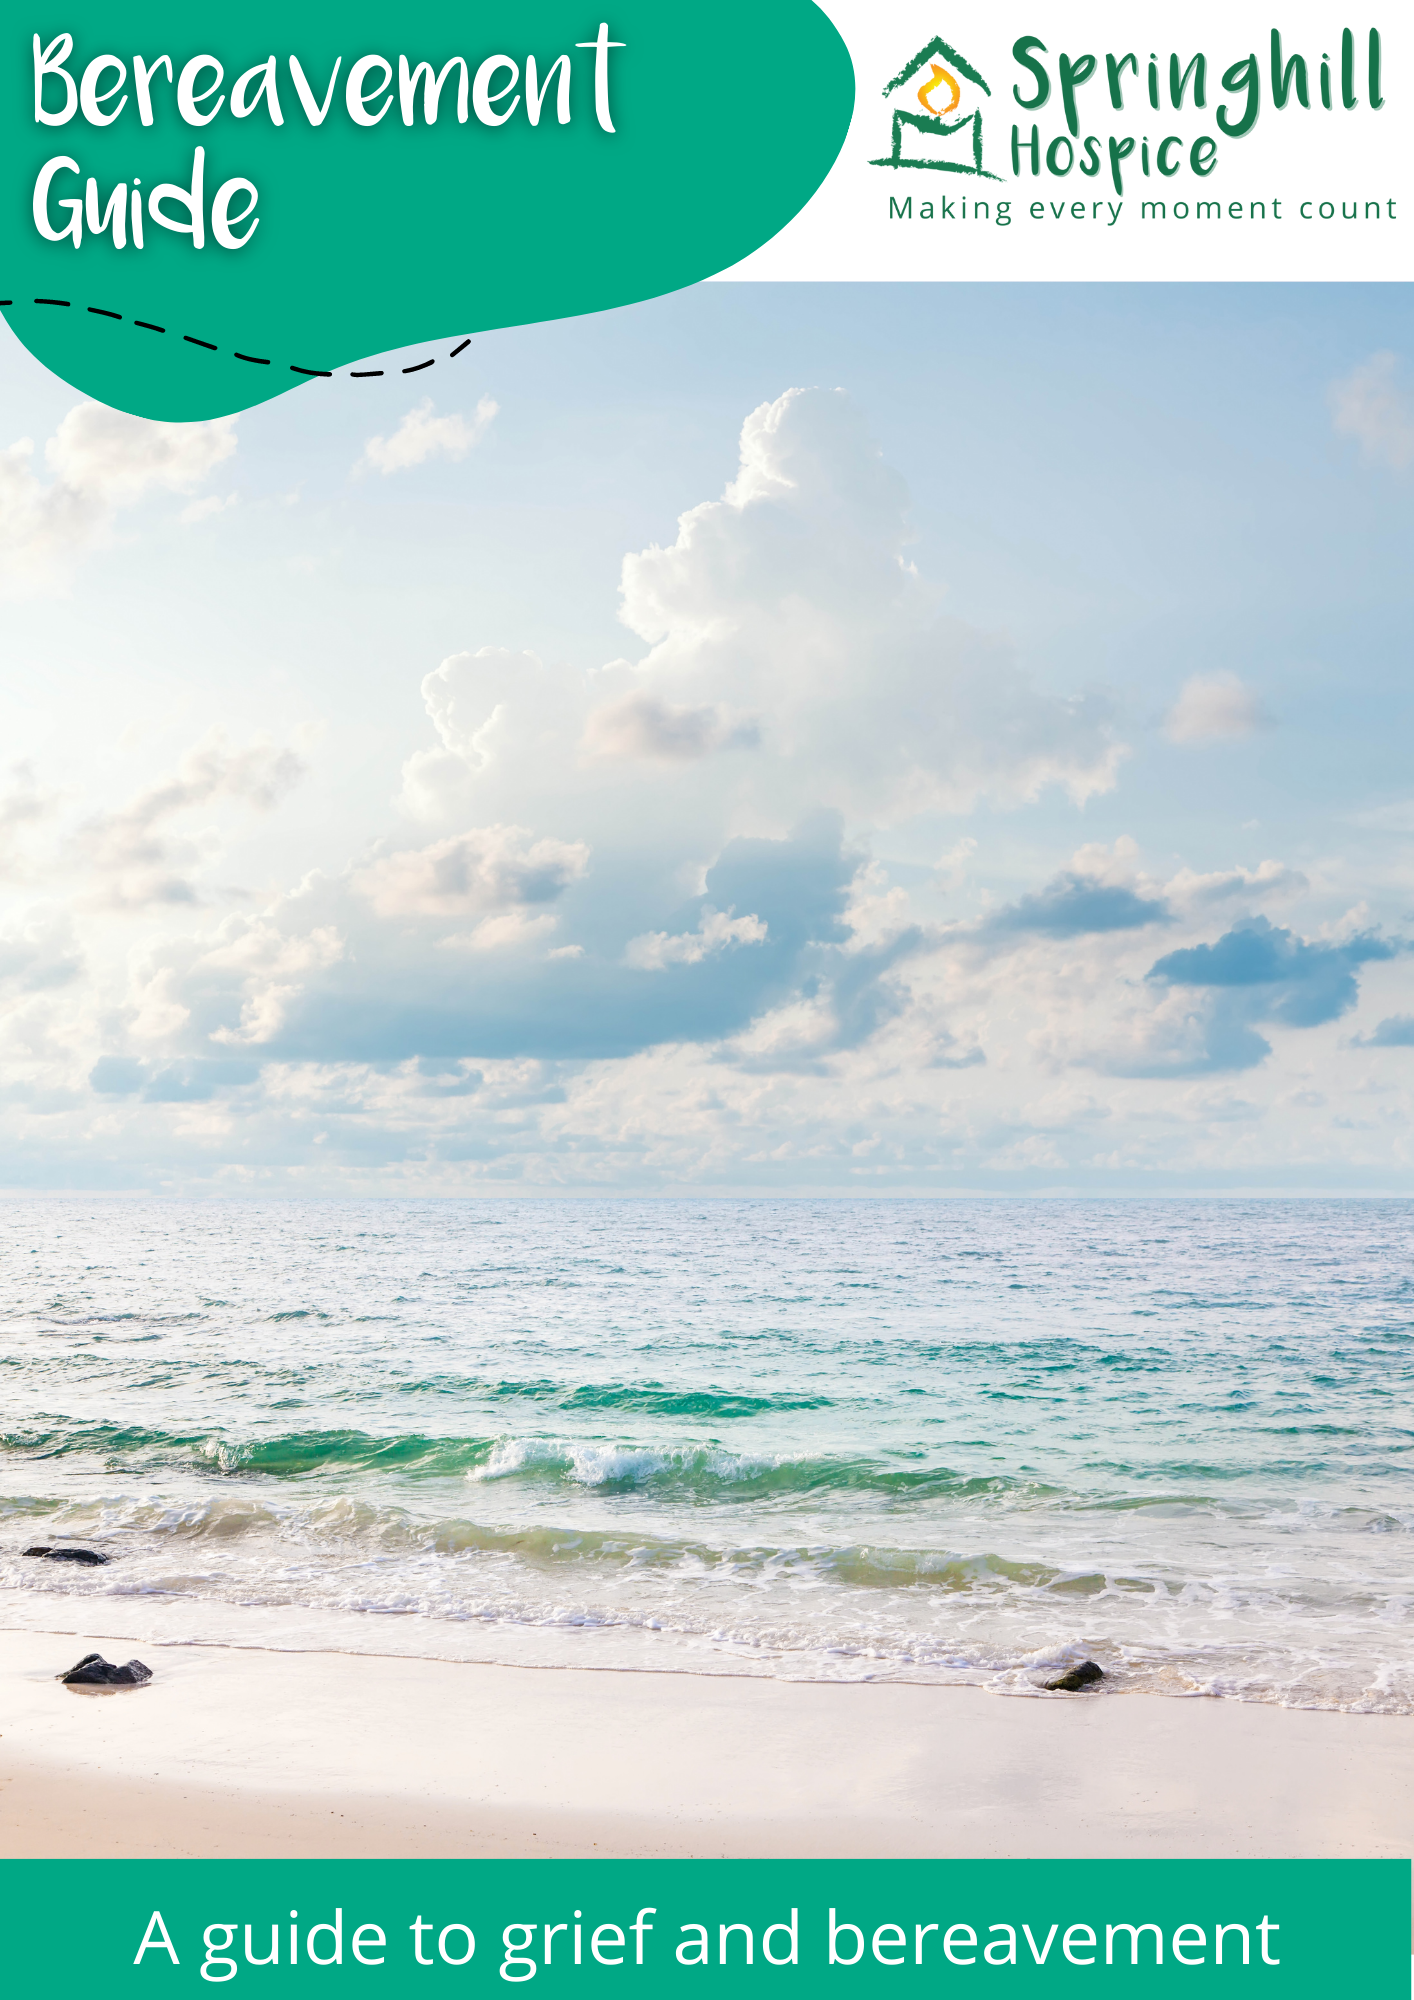 Bereavement
Guide
Springhill
Hospice
Making every moment count
A guide to grief and bereavement